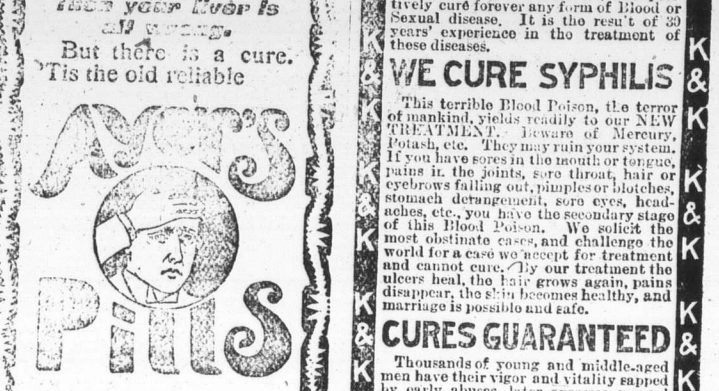 Then your liver is
all wrong.
But there is a cure.
'Tis the old reliable
Ayer's
Pills
tively cure forever any form of Blood or
Sexual disease. It is the result of 30
years' experience in the treatment of
these diseases.
WE CURE SYPHILIS
This terrible Blood Poison, the terror
of mankind, yields readily to our NEW
TREATMENT. Beware of Mercury,
Potash, etc. They may ruin your system.
If you have sores in the mouth or tongue,
pains in the joints, sore throat, hair or
eyebrows falling out, pimples or blotches,
stomach derangement, sore eyes, head-
aches, etc., you have the secondary stage
of this Blood Poison. We solicit the
most obstinate cases, and challenge the
world for a case we accept for treatment
and cannot cure. By our treatment the
ulcers heal, the hair grows again, pains
disappear, the skin becomes healthy, and
marriage is possible and safe.
CURES GUARANTEED
Thousands of young and middle-aged
men have their vigor and vitality sapped
by early abuses, later
K&K
K&K
K&K
K&K
K&K
K&K